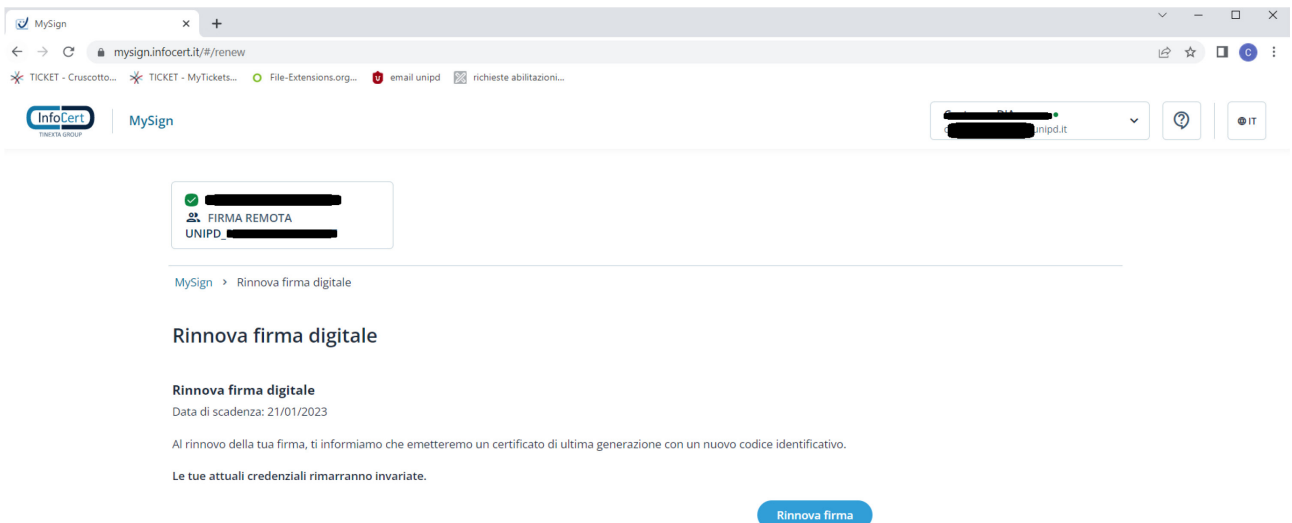 MySign
mysign.infocert.it/#/renew
TICKET - Cruscotto... TICKET - MyTickets... File-Extensions.org... email unipd richieste abilitazioni...
InfoCert
TINEXTA GROUP
MySign
unipd.it
IT
FIRMA REMOTA
UNIPD_
MySign > Rinnova firma digitale
Rinnova firma digitale
Rinnova firma digitale
Data di scadenza: 21/01/2023
Al rinnovo della tua firma, ti informiamo che emetteremo un certificato di ultima generazione con un nuovo codice identificativo.
Le tue attuali credenziali rimarranno invariate.
Rinnova firma